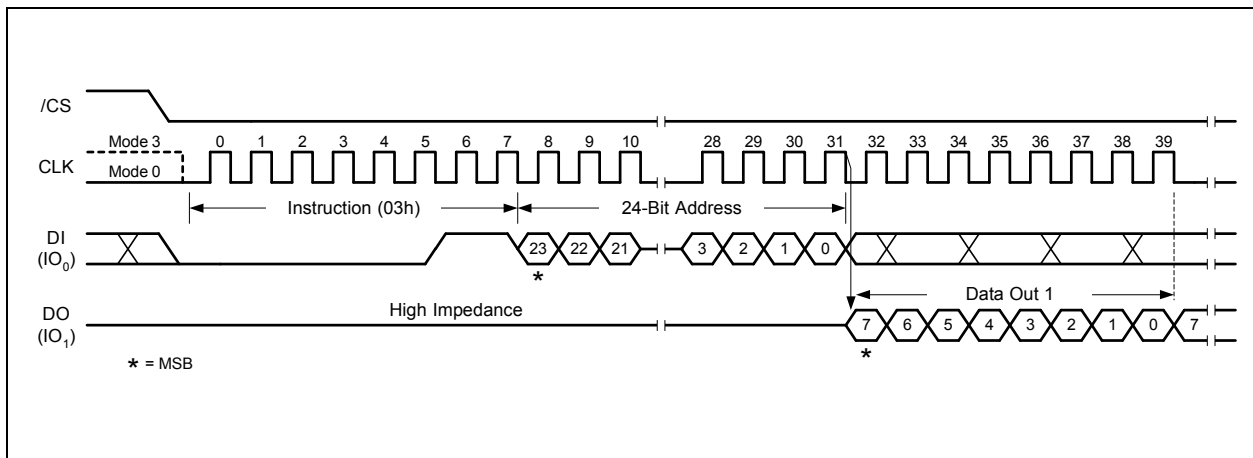 /CS
Mode 3
0 1 2 3 4 5 6 7 8 9 10 28 29 30 31 32 33 34 35 36 37 38 39
CLK
Mode 0
Instruction (03h)
24-Bit Address
DI
(IO0)
23 22 21 3 2 1 0
*
Data Out 1
High Impedance
DO
(IO1)
7 6 5 4 3 2 1 0 7
*
* = MSB